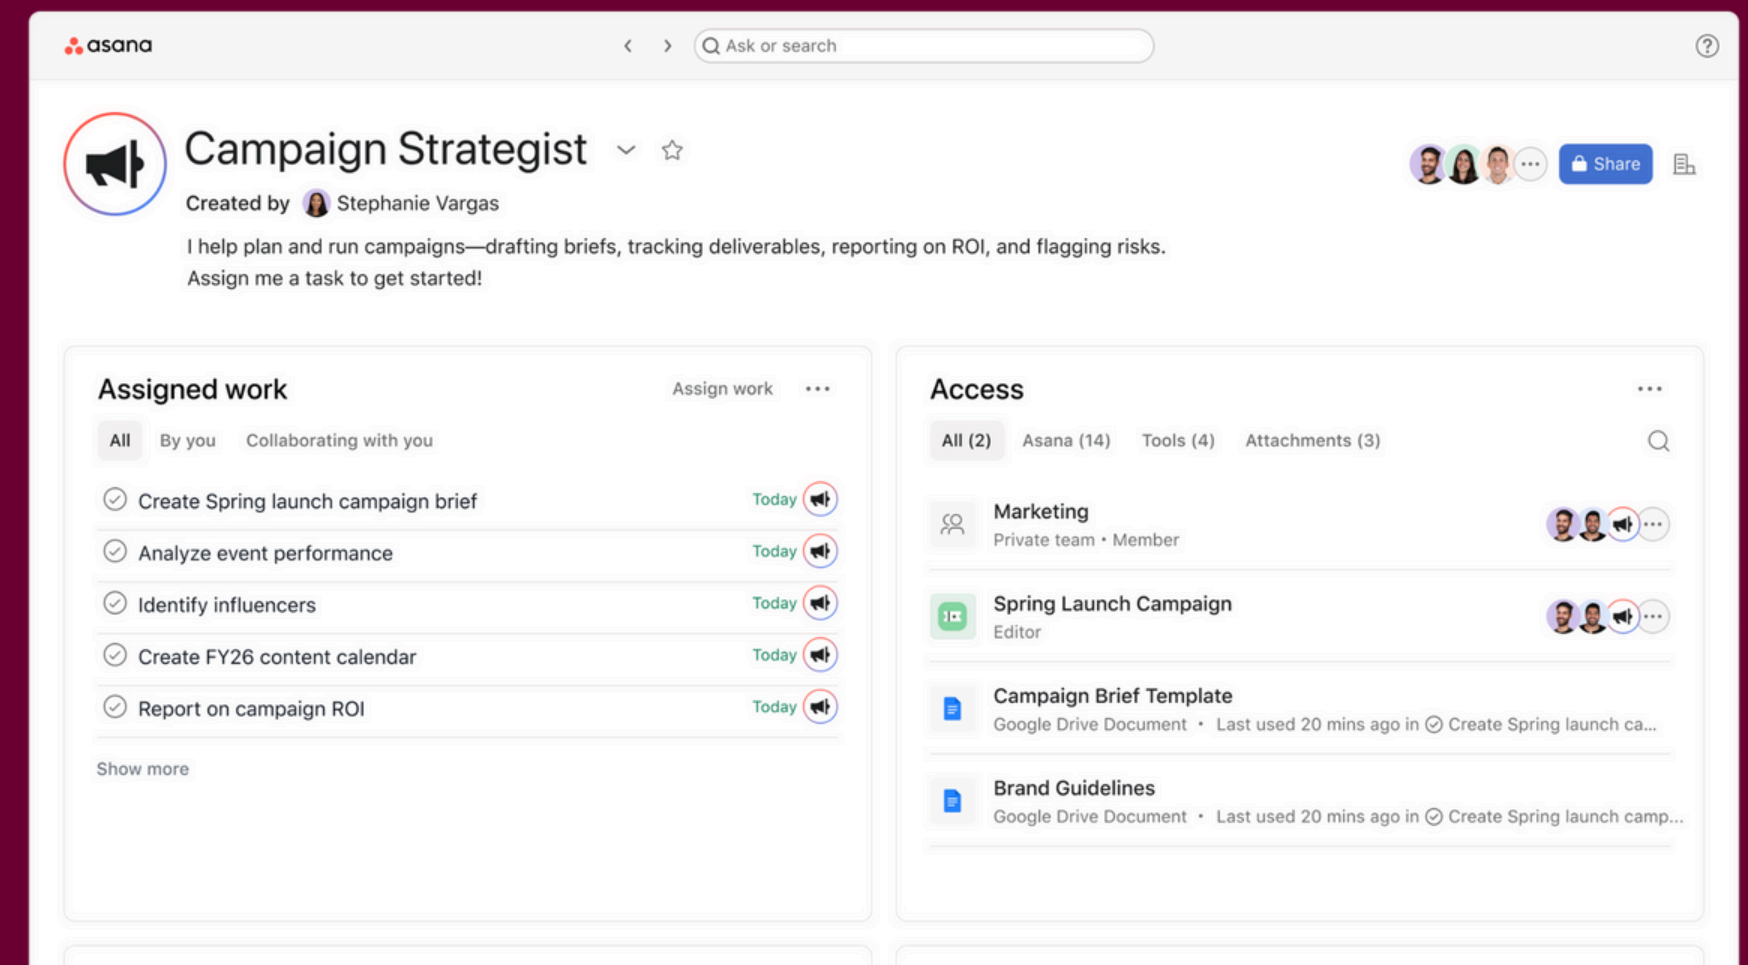 asana
Ask or search
Campaign Strategist
Share
Created by Stephanie Vargas
I help plan and run campaigns—drafting briefs, tracking deliverables, reporting on ROI, and flagging risks.
Assign me a task to get started!
Assigned work
Assign work
All By you Collaborating with you
Create Spring launch campaign brief Today
Analyze event performance Today
Identify influencers Today
Create FY26 content calendar Today
Report on campaign ROI Today
Show more
Access
All (2) Asana (14) Tools (4) Attachments (3)
Marketing
Private team • Member
Spring Launch Campaign
Editor
Campaign Brief Template
Google Drive Document • Last used 20 mins ago in Create Spring launch ca...
Brand Guidelines
Google Drive Document • Last used 20 mins ago in Create Spring launch camp...